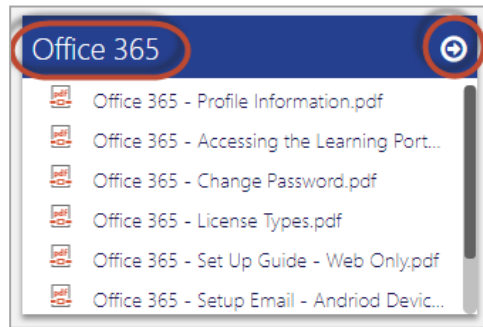 Office 365
Office 365 - Profile Information.pdf
Office 365 - Accessing the Learning Port...
Office 365 - Change Password.pdf
Office 365 - License Types.pdf
Office 365 - Set Up Guide - Web Only.pdf
Office 365 - Setup Email - Andriod Devic...